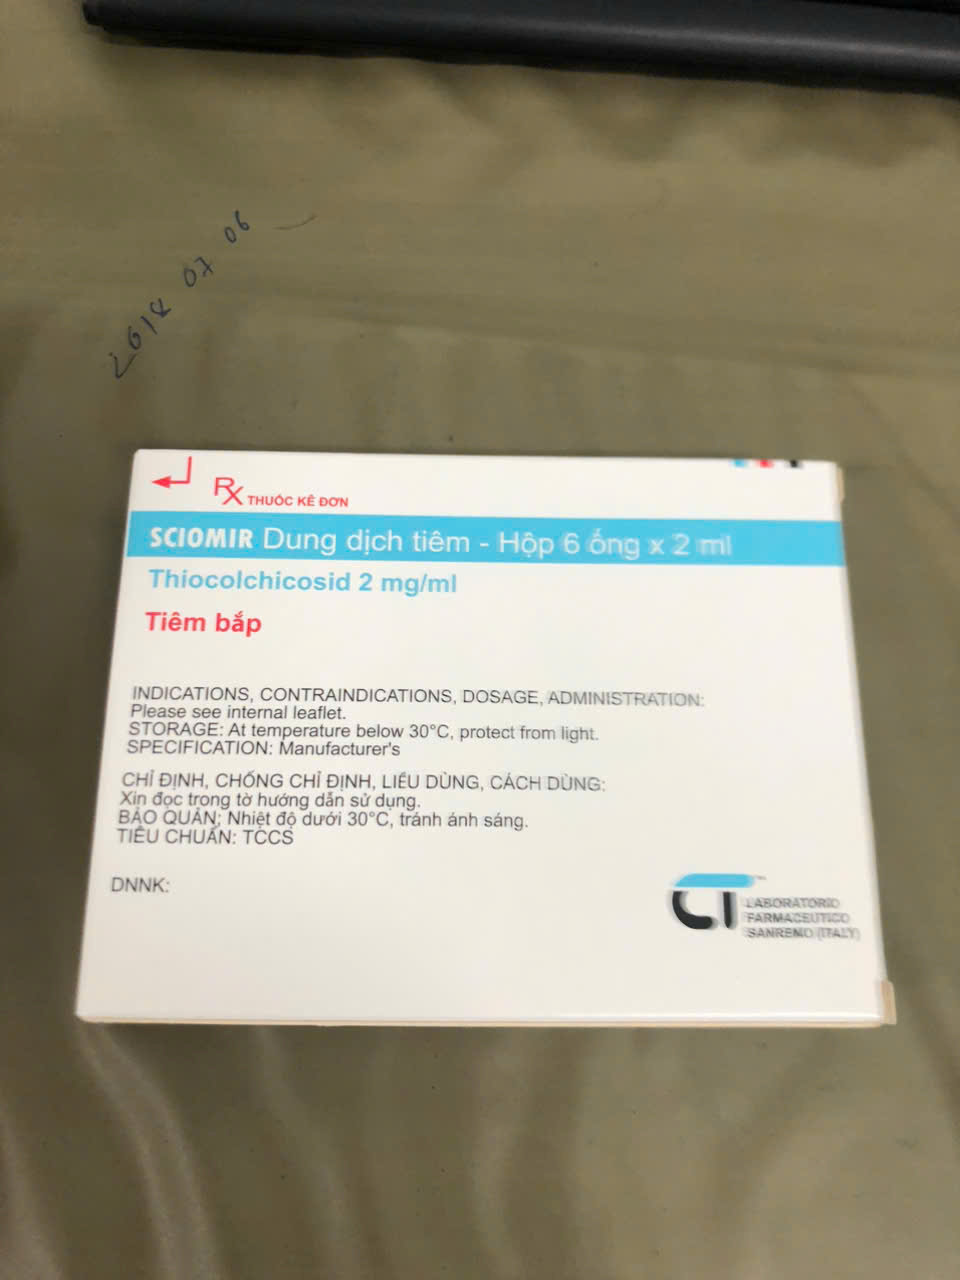 2618 07 06
Rx THUỐC KÊ ĐƠN
SCIOMIR Dung dịch tiêm - Hộp 6 ống x 2 ml
Thiocolchicosid 2 mg/ml
Tiêm bắp
INDICATIONS, CONTRAINDICATIONS, DOSAGE, ADMINISTRATION:
Please see internal leaflet.
STORAGE: At temperature below 30°C, protect from light.
SPECIFICATION: Manufacturer's
CHỈ ĐỊNH, CHỐNG CHỈ ĐỊNH, LIỀU DÙNG, CÁCH DÙNG:
Xin đọc trong tờ hướng dẫn sử dụng.
BẢO QUẢN: Nhiệt độ dưới 30°C, tránh ánh sáng.
TIÊU CHUẨN: TCCS
DNNK:
CT LABORATORIO
FARMACEUTICO
SANREMO (ITALY)